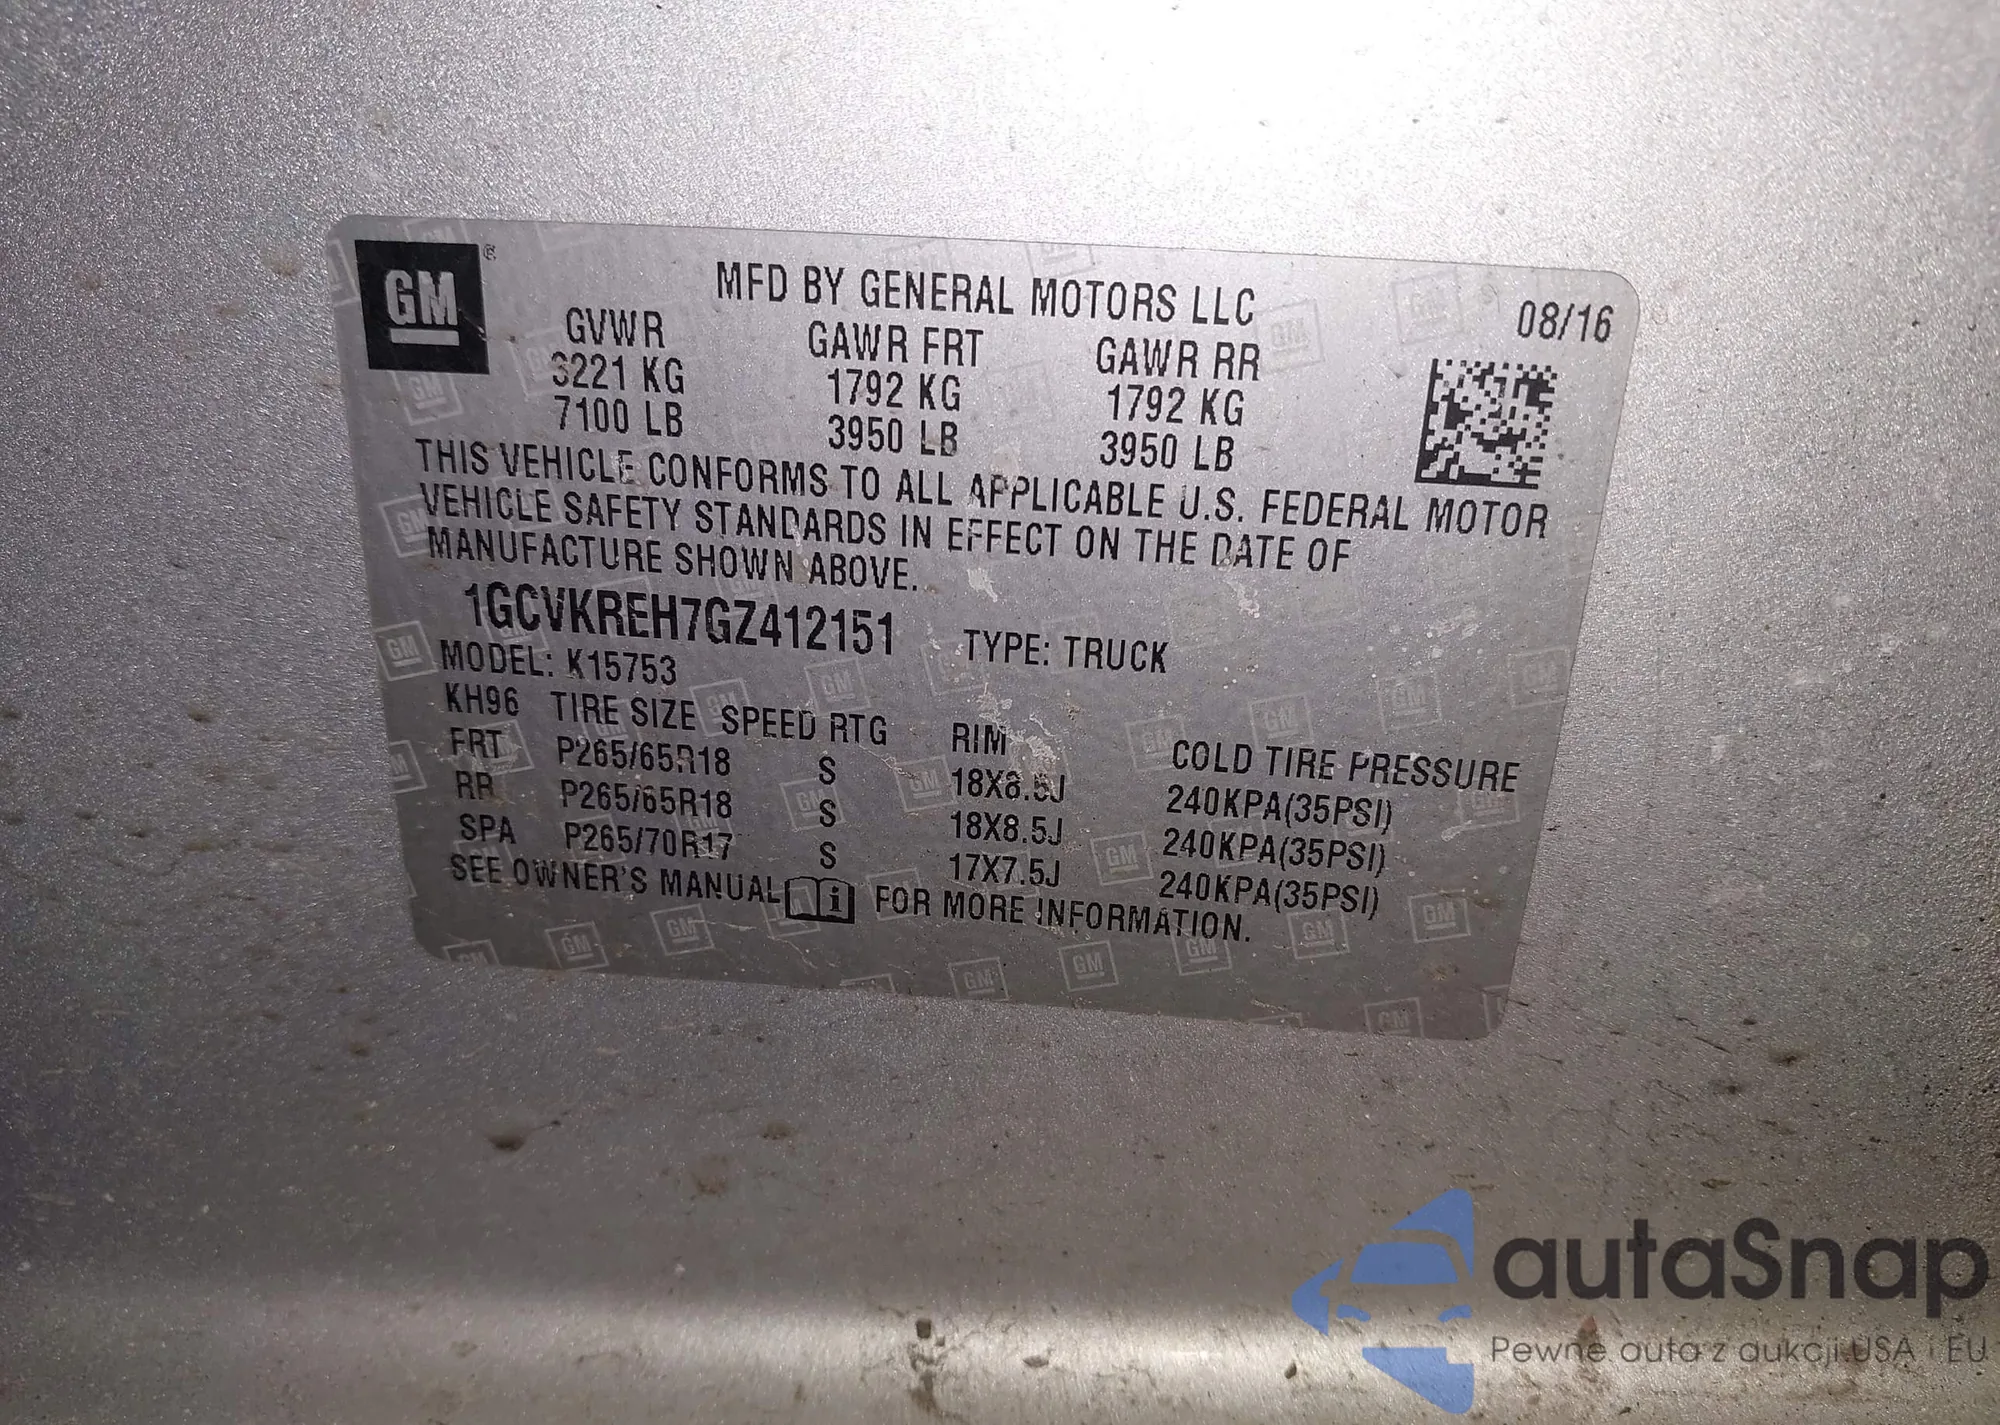 GM
MFD BY GENERAL MOTORS LLC
08/16
GVWR GAWR FRT GAWR RR
3221 KG 1792 KG 1792 KG
7100 LB 3950 LB 3950 LB
THIS VEHICLE CONFORMS TO ALL APPLICABLE U.S. FEDERAL MOTOR
VEHICLE SAFETY STANDARDS IN EFFECT ON THE DATE OF
MANUFACTURE SHOWN ABOVE.
1GCVKREH7GZ412151 TYPE: TRUCK
MODEL: K15753
KH96 TIRE SIZE SPEED RTG RIM COLD TIRE PRESSURE
FRT P265/65R18 S 18X8.5J 240KPA(35PSI)
RR P265/65R18 S 18X8.5J 240KPA(35PSI)
SPA P265/70R17 S 17X7.5J 240KPA(35PSI)
SEE OWNER'S MANUAL i FOR MORE INFORMATION.
autaSnap
Pewne auta z aukcji USA i EU